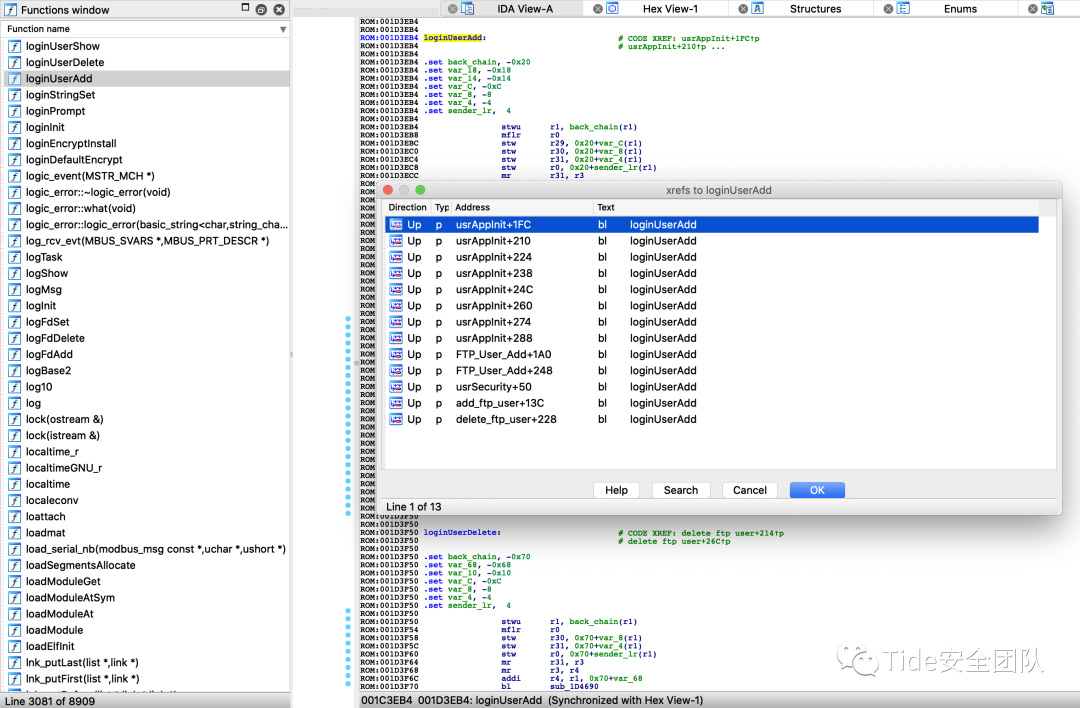 Functions window
Function name
loginUserShow
loginUserDelete
loginUserAdd
loginStringSet
loginPrompt
loginInit
loginEncryptInstall
loginDefaultEncrypt
logic_event(MSTR_MCH *)
logic_error::~logic_error(void)
logic_error::what(void)
logic_error::logic_error(basic_string<char,string_cha...
log_rcv_evt(MBUS_SVARS *,MBUS_PRT_DESCR *)
logTask
logShow
logMsg
logInit
logFdSet
logFdDelete
logFdAdd
logBase2
log10
log
lock(ostream &)
lock(istream &)
localtime_r
localtimeGNU_r
localtime
localeconv
loattach
loadmat
load_serial_nb(modbus_msg const *,uchar *,ushort *)
loadSegmentsAllocate
loadModuleGet
loadModuleAtSym
loadModuleAt
loadModule
loadElfInit
lnk_putLast(list *,link *)
lnk_putFirst(list *,link *)
Line 3081 of 8909
IDA View-A
Hex View-1
Structures
Enums
ROM:001D3EB4
ROM:001D3EB4
ROM:001D3EB4 loginUserAdd: # CODE XREF: usrAppInit+1FC↑p
ROM:001D3EB4 # usrAppInit+210↑p ...
ROM:001D3EB4
ROM:001D3EB4 .set back_chain, -0x20
ROM:001D3EB4 .set var_18, -0x18
ROM:001D3EB4 .set var_14, -0x14
ROM:001D3EB4 .set var_C, -0xC
ROM:001D3EB4 .set var_8, -8
ROM:001D3EB4 .set var_4, -4
ROM:001D3EB4 .set sender_lr, 4
ROM:001D3EB4
ROM:001D3EB4 stwu r1, back_chain(r1)
ROM:001D3EB8 mflr r0
ROM:001D3EBC stw r29, 0x20+var_C(r1)
ROM:001D3EC0 stw r30, 0x20+var_8(r1)
ROM:001D3EC4 stw r31, 0x20+var_4(r1)
ROM:001D3EC8 stw r0, 0x20+sender_lr(r1)
ROM:001D3ECC mr r31, r3
xrefs to loginUserAdd
Direction Typ Address Text
Up p usrAppInit+1FC bl loginUserAdd
Up p usrAppInit+210 bl loginUserAdd
Up p usrAppInit+224 bl loginUserAdd
Up p usrAppInit+238 bl loginUserAdd
Up p usrAppInit+24C bl loginUserAdd
Up p usrAppInit+260 bl loginUserAdd
Up p usrAppInit+274 bl loginUserAdd
Up p usrAppInit+288 bl loginUserAdd
Up p FTP_User_Add+1A0 bl loginUserAdd
Up p FTP_User_Add+248 bl loginUserAdd
Up p usrSecurity+50 bl loginUserAdd
Up p add_ftp_user+13C bl loginUserAdd
Up p delete_ftp_user+228 bl loginUserAdd
Help Search Cancel OK
Line 1 of 13
ROM:001D3F50
ROM:001D3F50
ROM:001D3F50 loginUserDelete: # CODE XREF: delete ftp user+214↑p
ROM:001D3F50 # delete ftp user+26C↑p
ROM:001D3F50
ROM:001D3F50 .set back_chain, -0x70
ROM:001D3F50 .set var_68, -0x68
ROM:001D3F50 .set var_10, -0x10
ROM:001D3F50 .set var_C, -0xC
ROM:001D3F50 .set var_8, -8
ROM:001D3F50 .set var_4, -4
ROM:001D3F50 .set sender_lr, 4
ROM:001D3F50
ROM:001D3F50 stwu r1, back_chain(r1)
ROM:001D3F54 mflr r0
ROM:001D3F58 stw r30, 0x70+var_8(r1)
ROM:001D3F5C stw r31, 0x70+var_4(r1)
ROM:001D3F60 stw r0, 0x70+sender_lr(r1)
ROM:001D3F64 mr r31, r3
ROM:001D3F68 mr r3, r4
ROM:001D3F6C addi r4, r1, 0x70+var_68
ROM:001D3F70 bl sub_1D4690
001C3EB4 001D3EB4: loginUserAdd (Synchronized with Hex View-1)
Tide安全团队